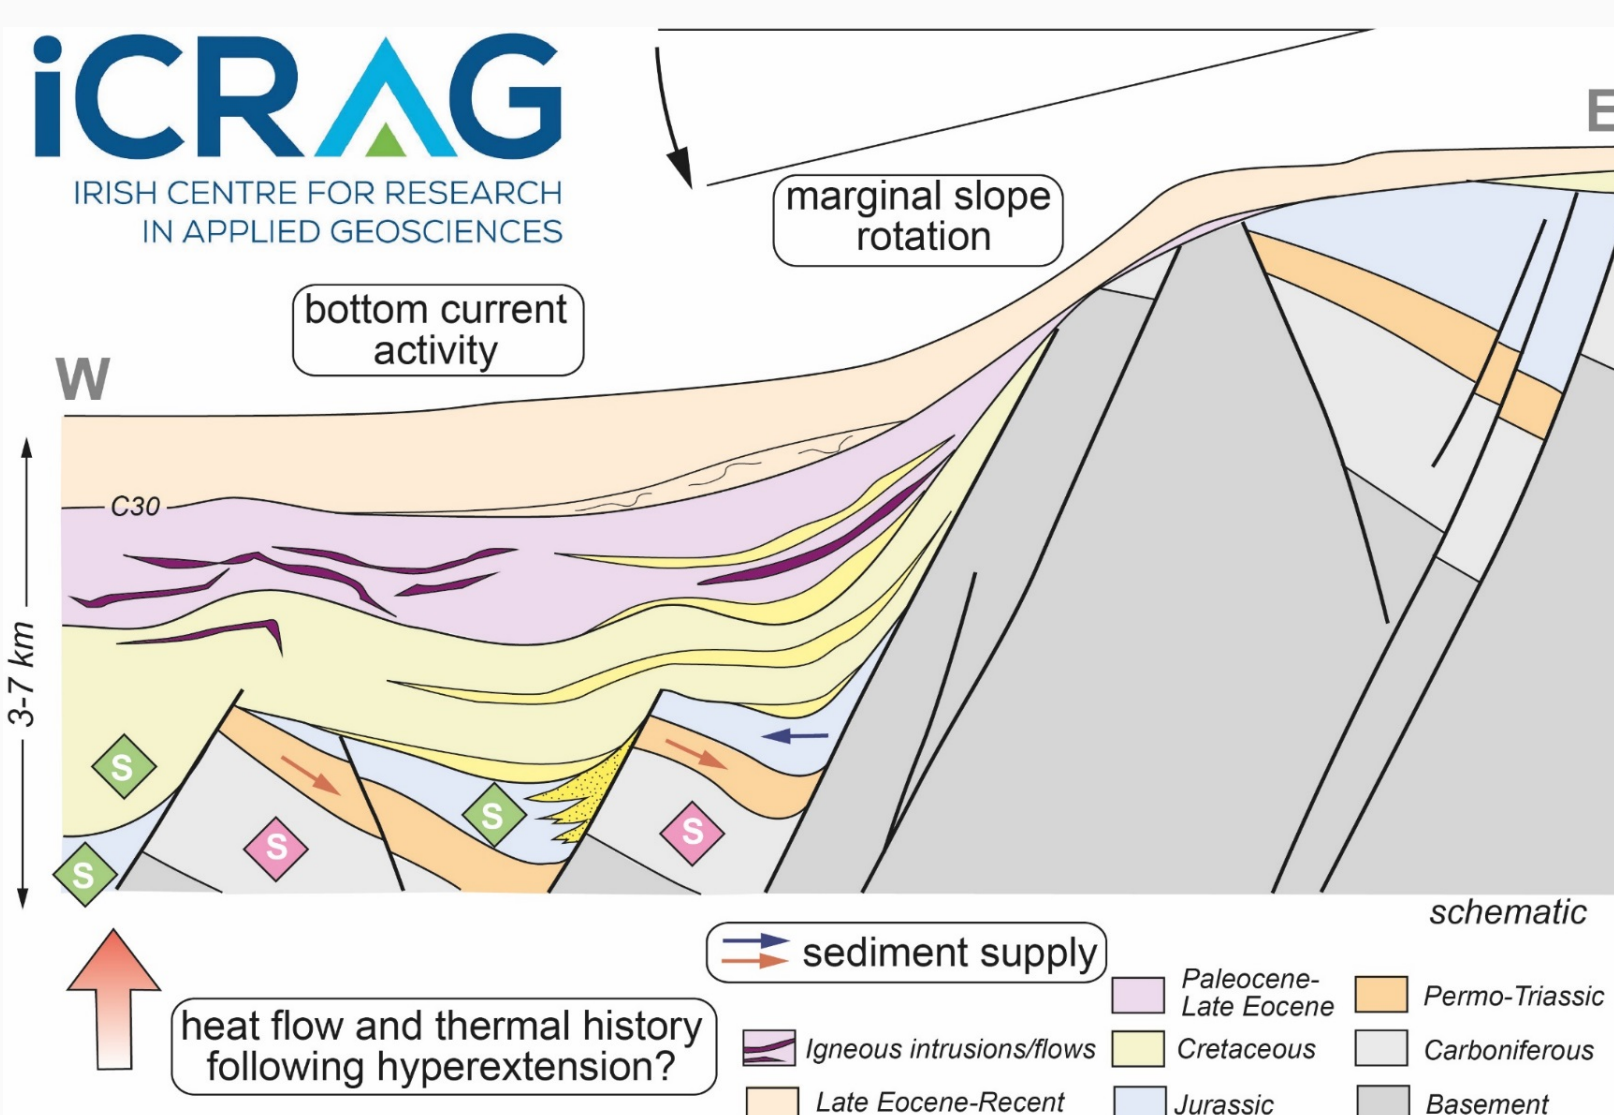 iCRAG
IRISH CENTRE FOR RESEARCH
IN APPLIED GEOSCIENCES
E
marginal slope
rotation
bottom current
activity
W
C30
3-7 km
S
S
S
S
S
schematic
sediment supply
heat flow and thermal history
following hyperextension?
Igneous intrusions/flows
Late Eocene-Recent
Paleocene-
Late Eocene
Cretaceous
Jurassic
Permo-Triassic
Carboniferous
Basement